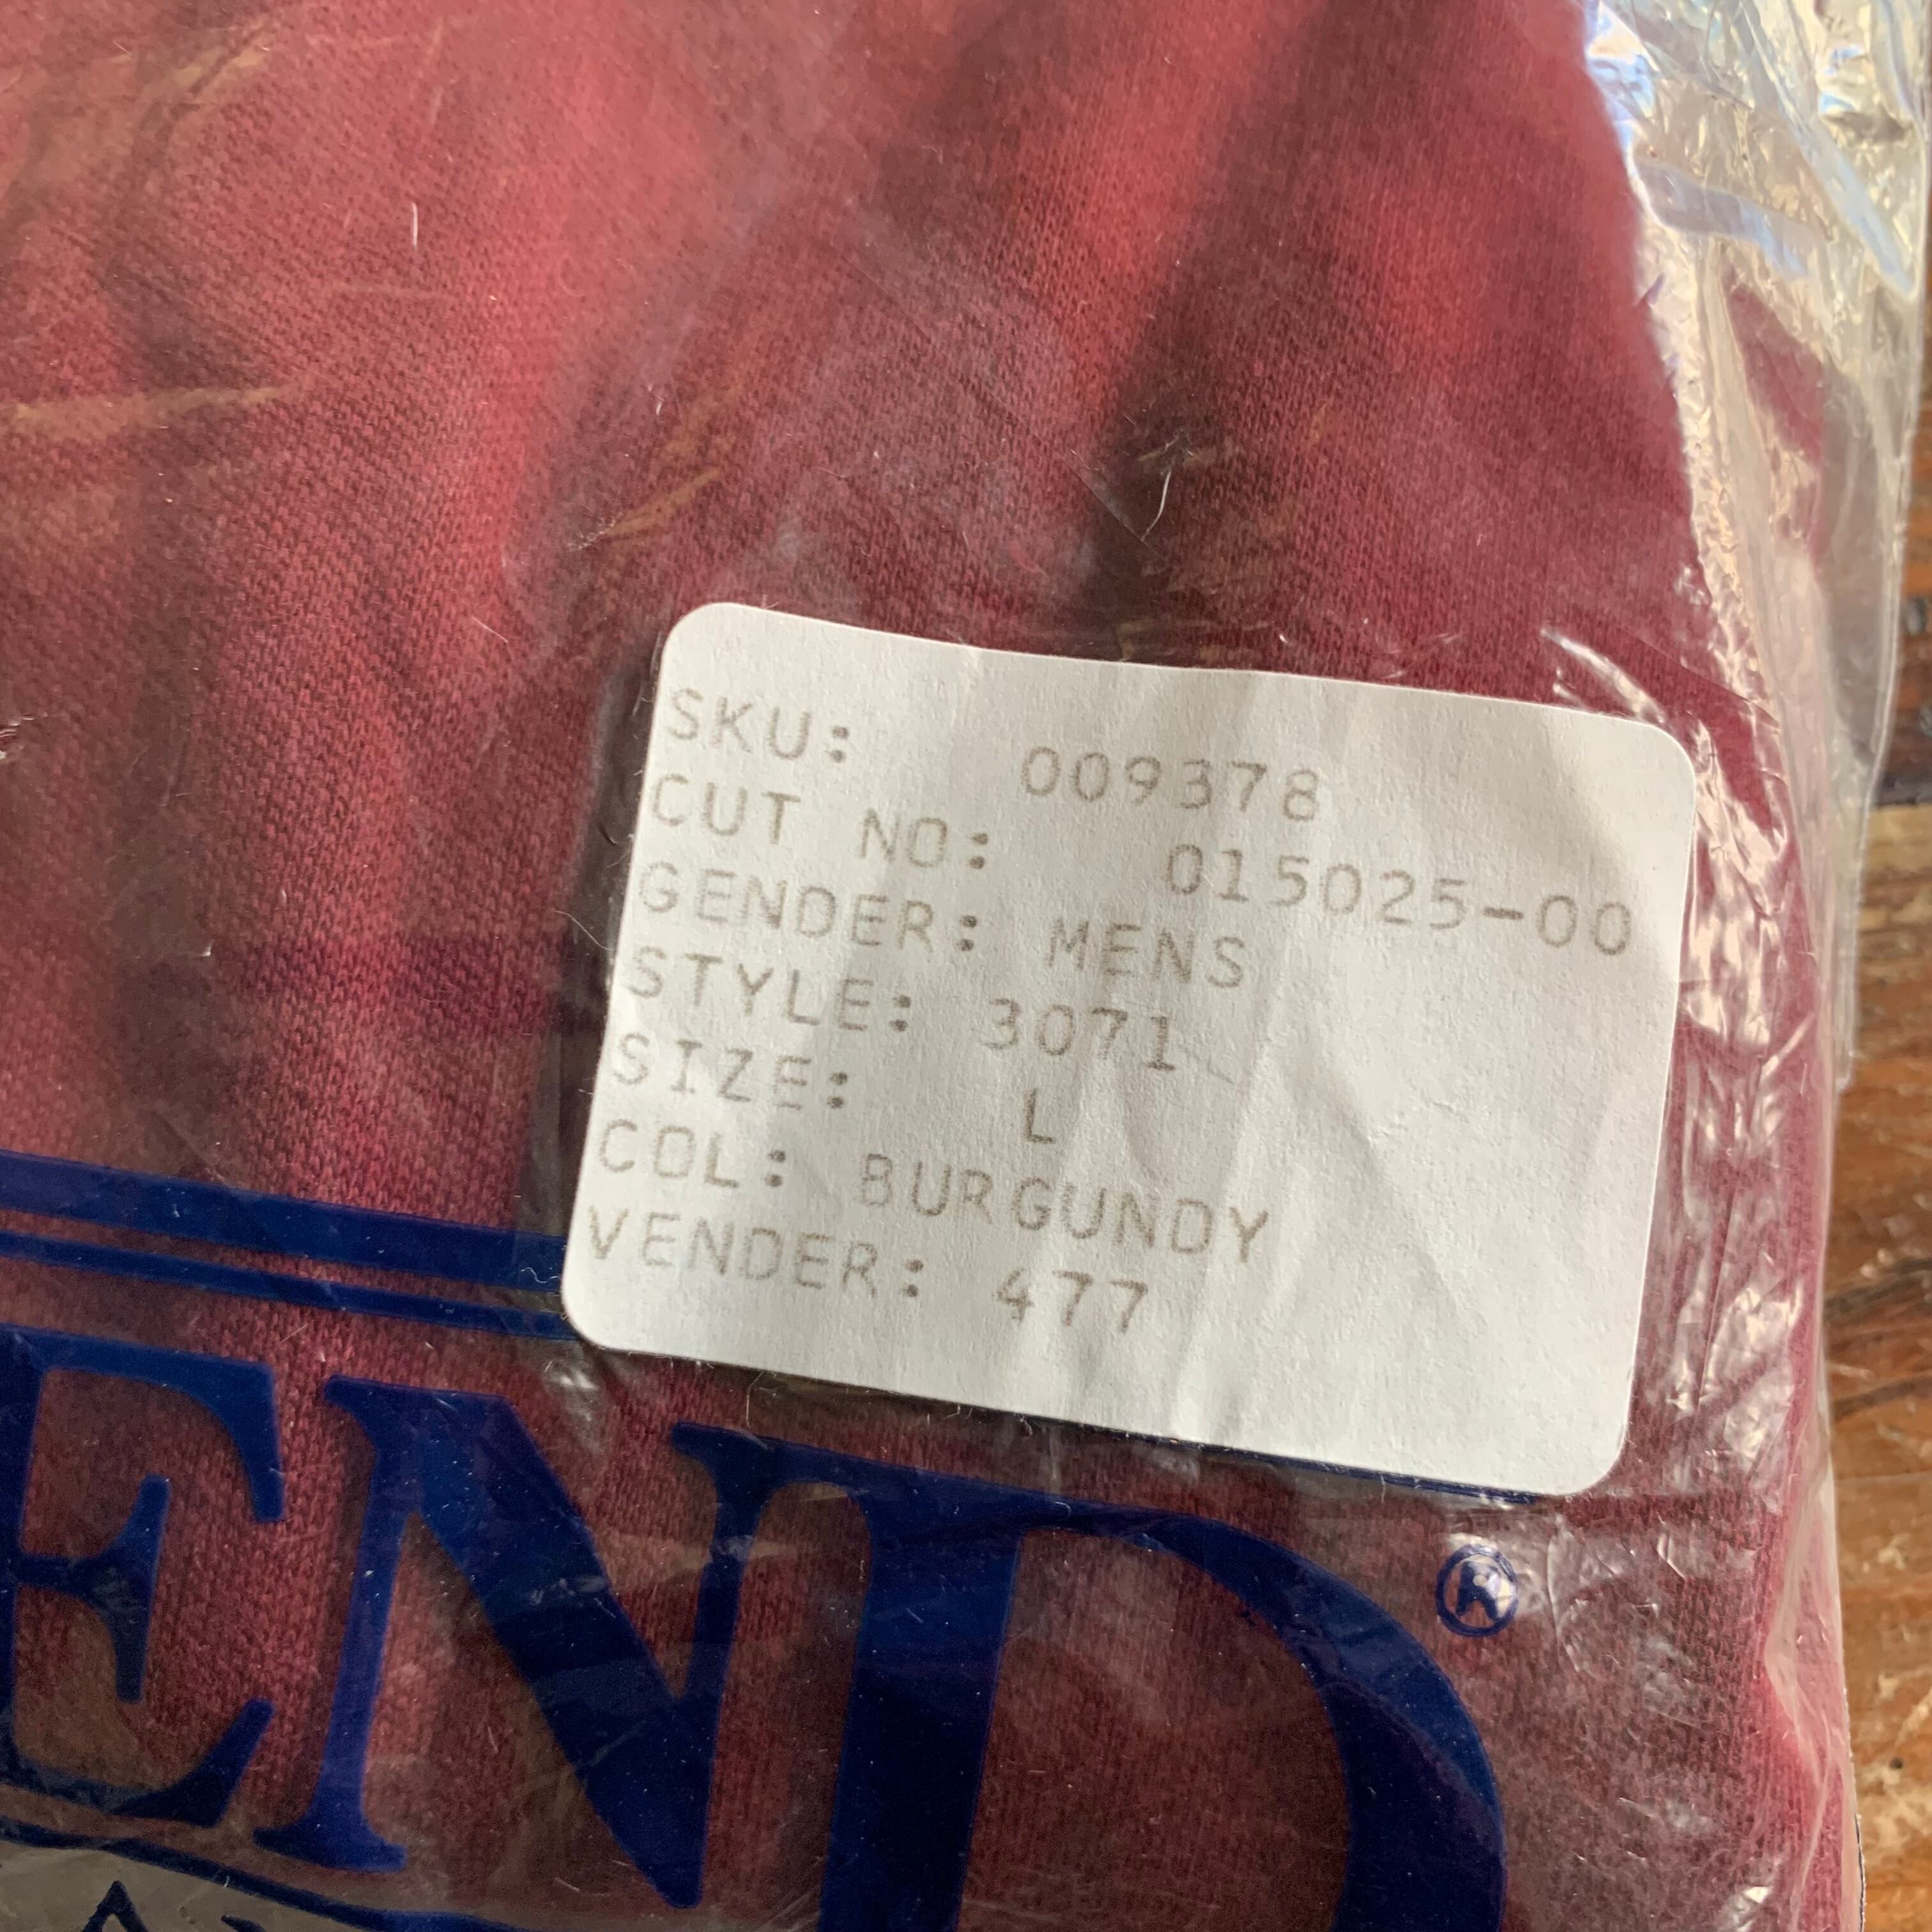 SKU: 009378
CUT NO: 015025-00
GENDER: MENS
STYLE: 3071
SIZE: L
COL: BURGUNDY
VENDER: 477
END®